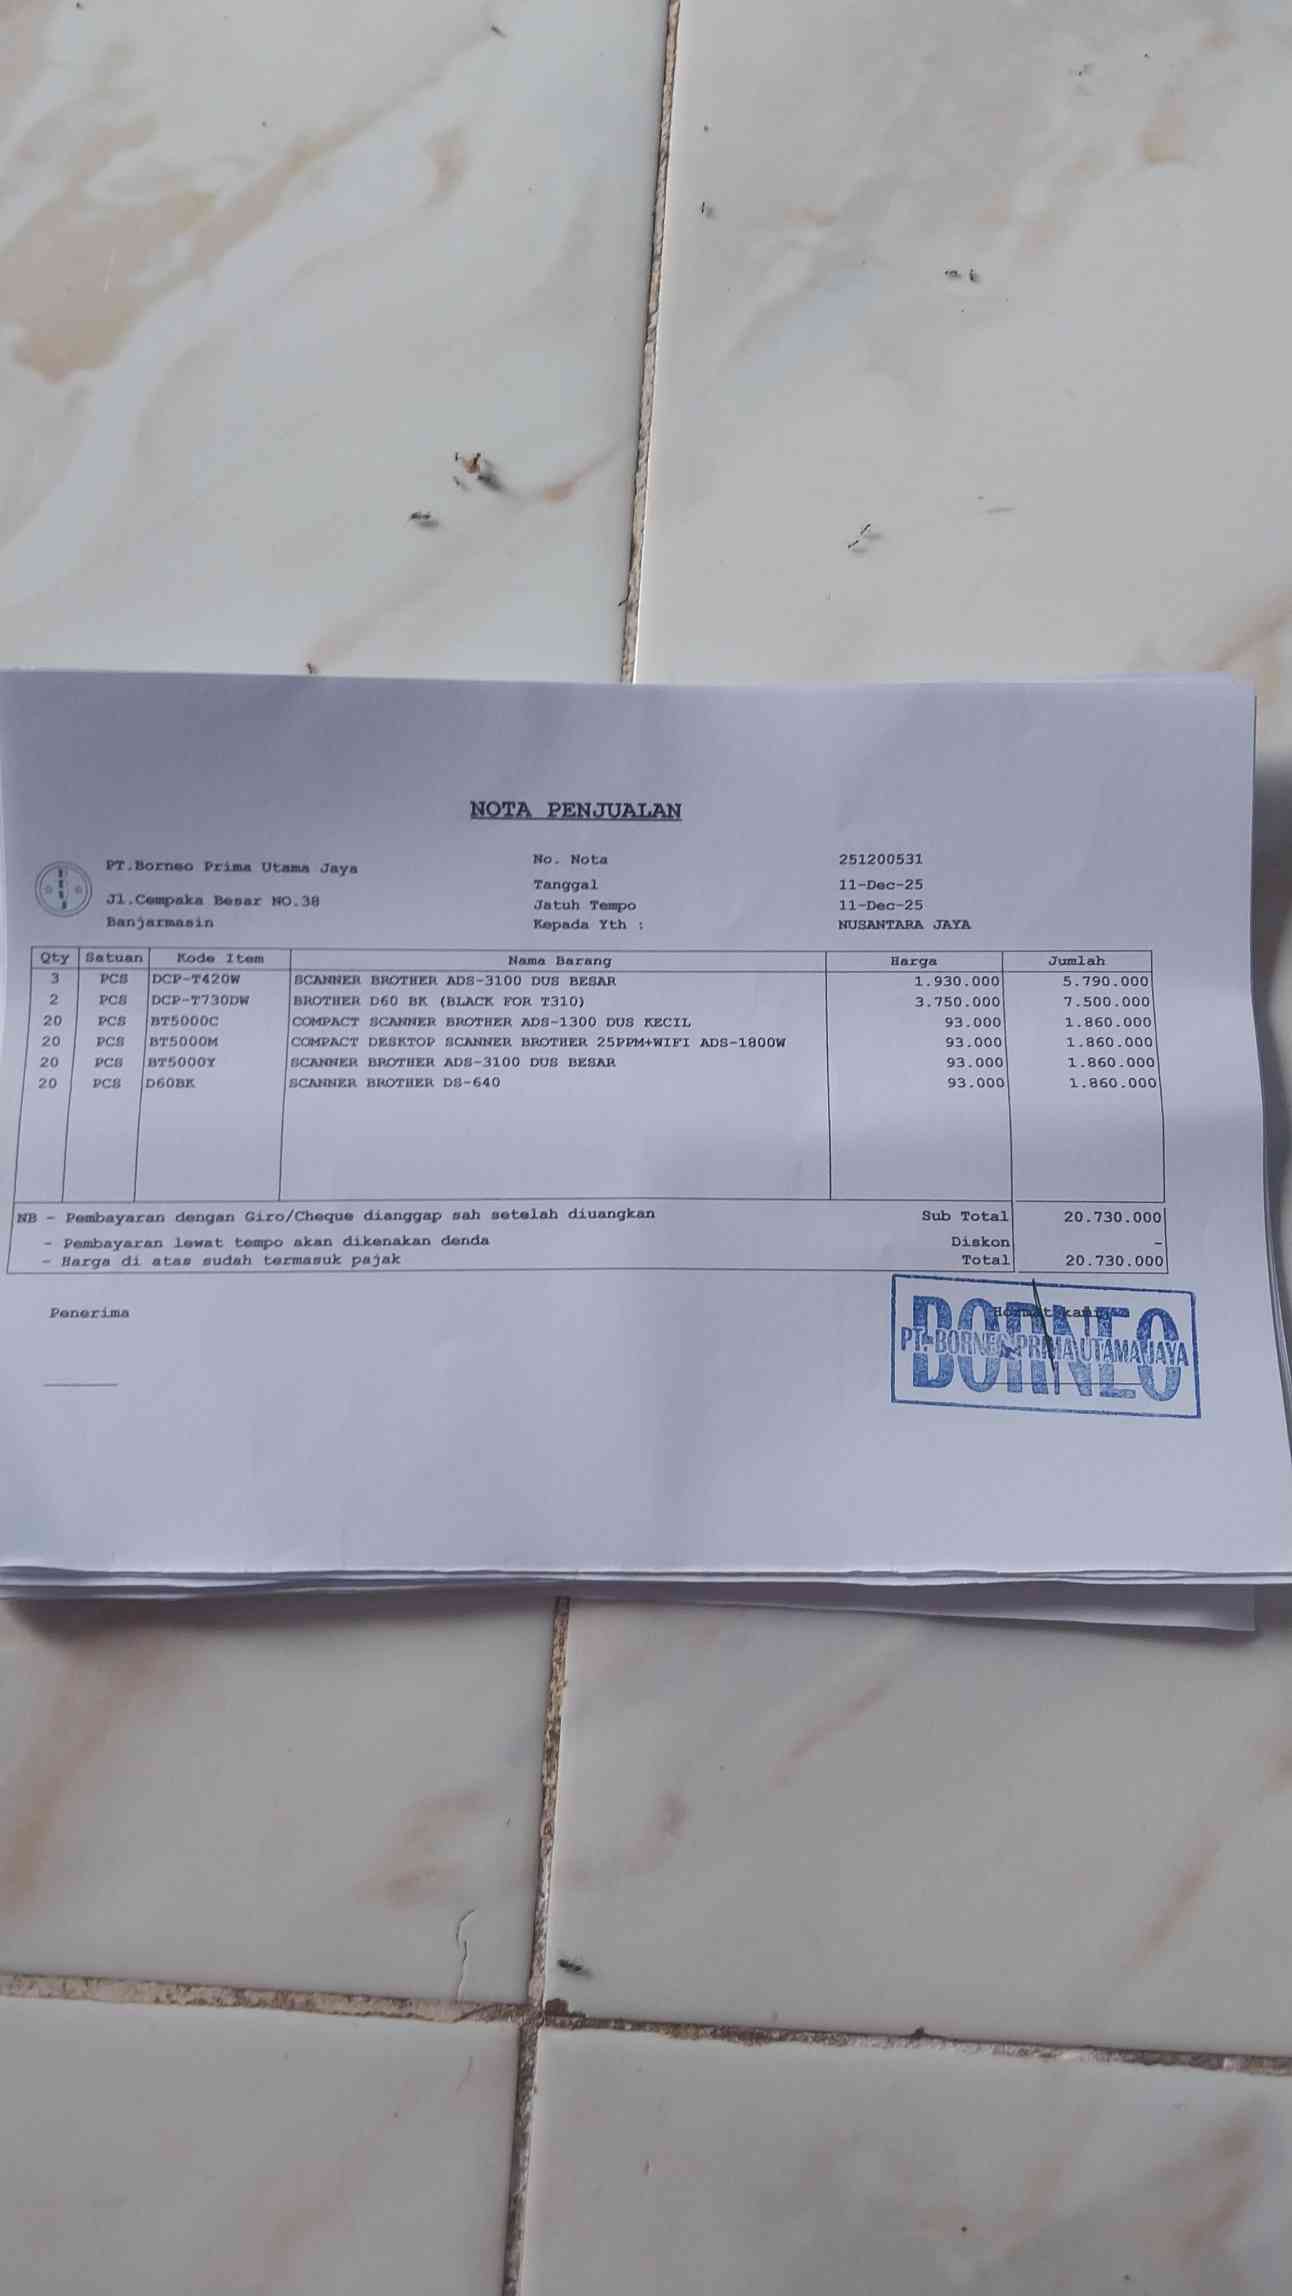 NOTA PENJUALAN
PT.Borneo Prima Utama Jaya
Jl.Cempaka Besar NO.38
Banjarmasin
No. Nota 251200531
Tanggal 11-Dec-25
Jatuh Tempo 11-Dec-25
Kepada Yth : NUSANTARA JAYA
Qty Satuan Kode Item Nama Barang Harga Jumlah
3 PCS DCP-T420W SCANNER BROTHER ADS-3100 DUS BESAR 1.930.000 5.790.000
2 PCS DCP-T730DW BROTHER D60 BK (BLACK FOR T310) 3.750.000 7.500.000
20 PCS BT5000C COMPACT SCANNER BROTHER ADS-1300 DUS KECIL 93.000 1.860.000
20 PCS BT5000M COMPACT DESKTOP SCANNER BROTHER 25PPM+WIFI ADS-1800W 93.000 1.860.000
20 PCS BT5000Y SCANNER BROTHER ADS-3100 DUS BESAR 93.000 1.860.000
20 PCS D60BK SCANNER BROTHER DS-640 93.000 1.860.000
NB - Pembayaran dengan Giro/Cheque dianggap sah setelah diuangkan Sub Total 20.730.000
- Pembayaran lewat tempo akan dikenakan denda Diskon -
- Harga di atas sudah termasuk pajak Total 20.730.000
Penerima Hormat kami
BORNEO
PT. BORNEO PRIMA UTAMA JAYA